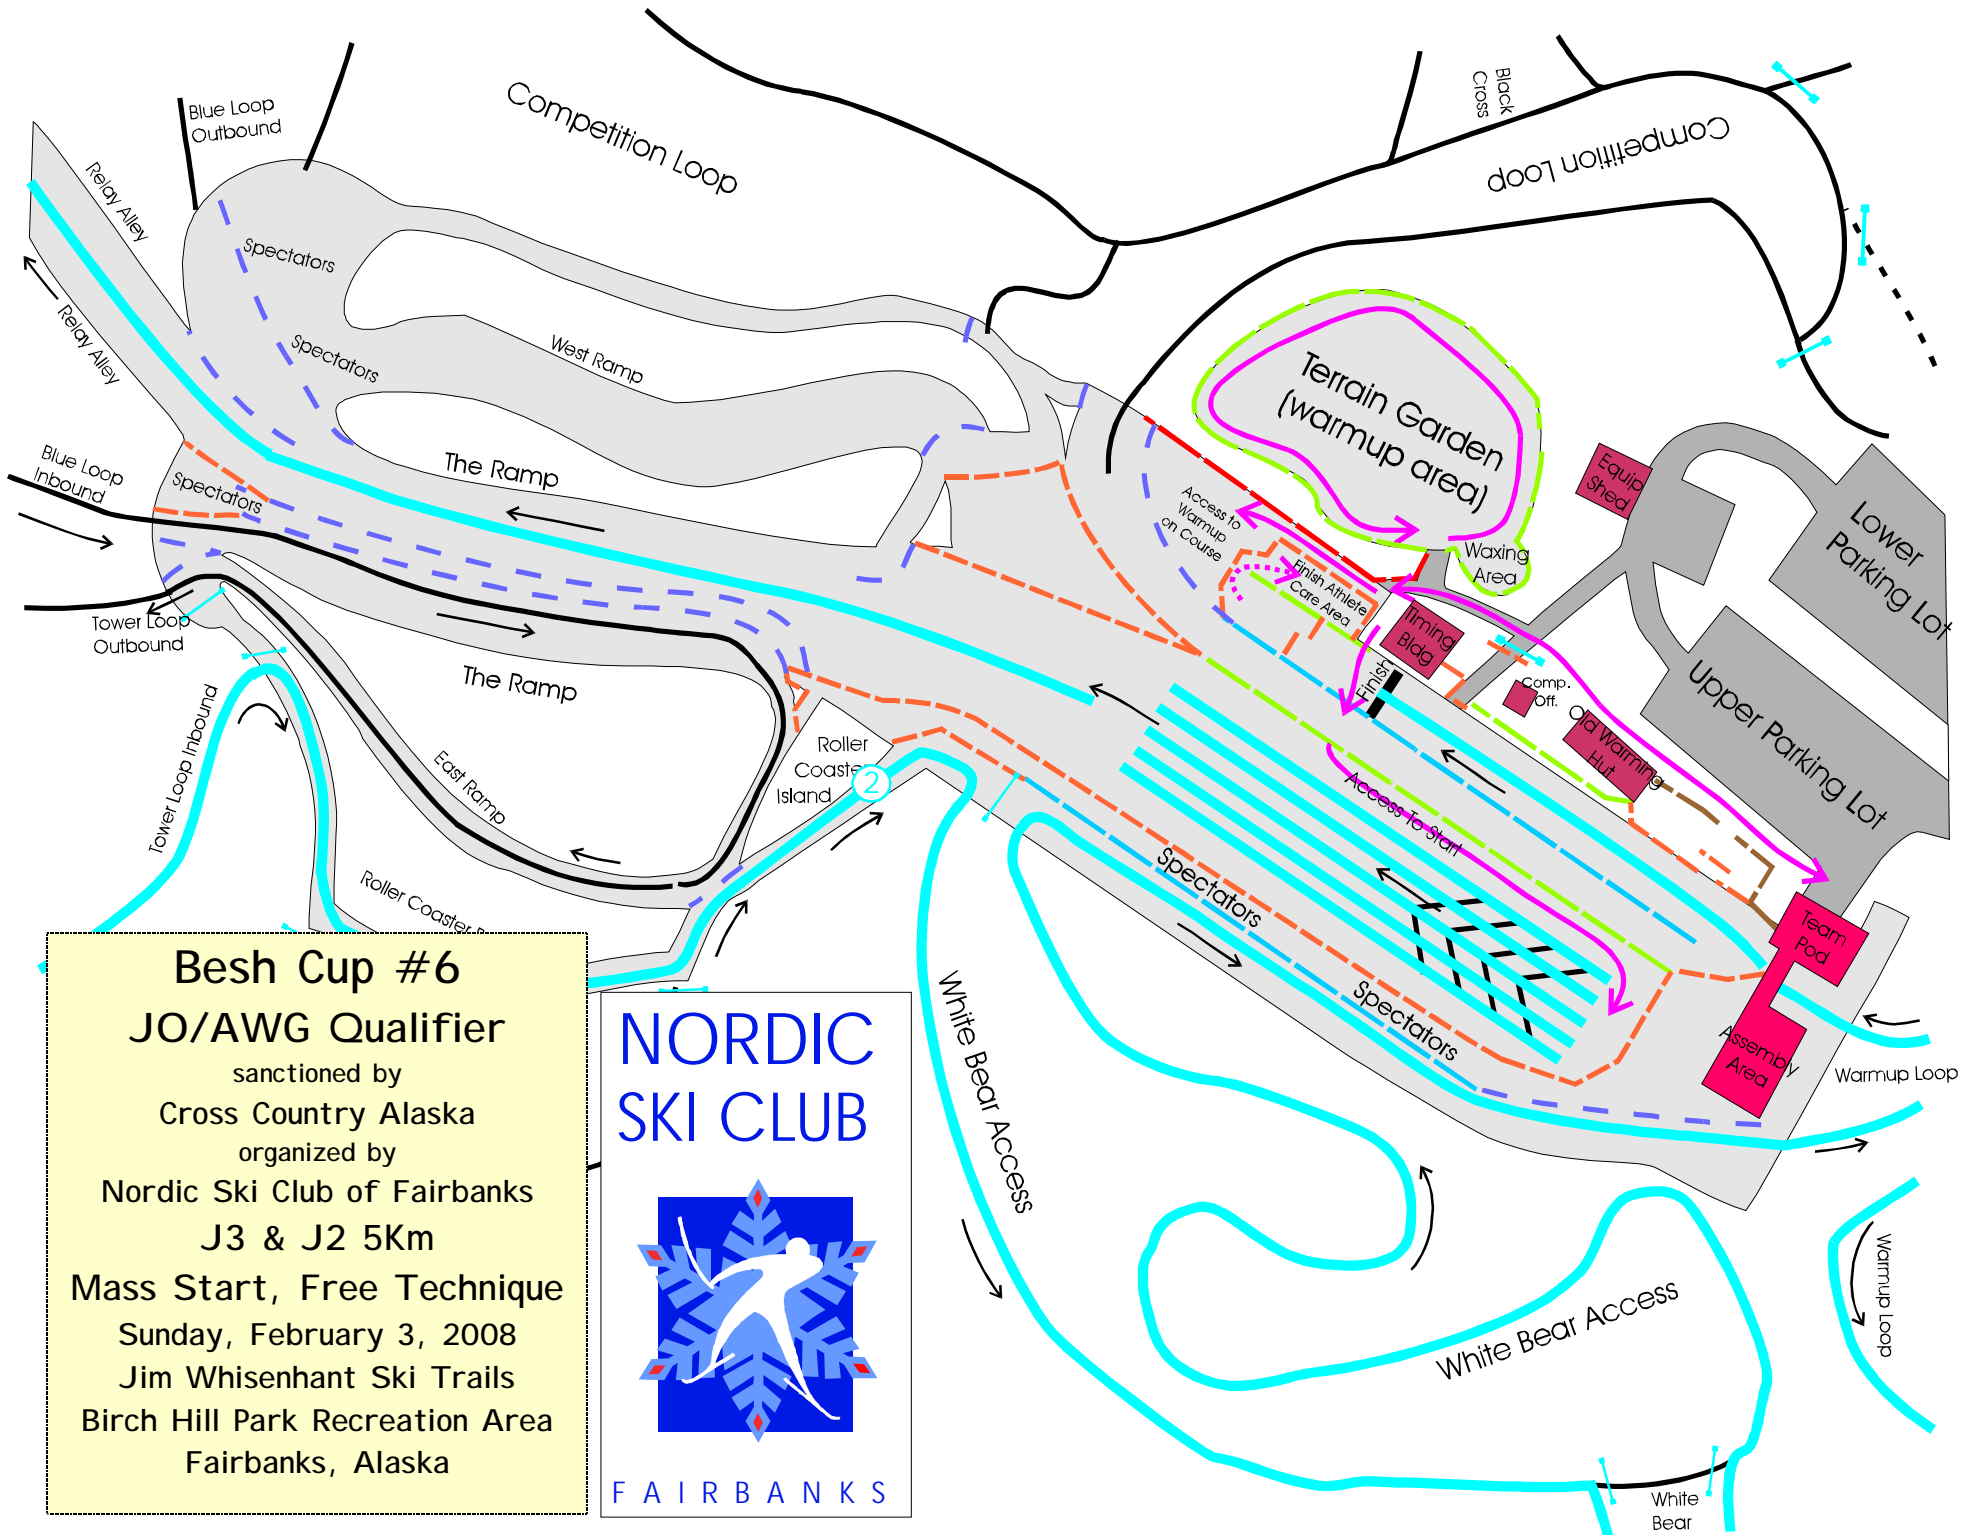 Blue Loop
Outbound
Relay Alley
Competition Loop
Black
Cross
Competition Loop
Spectators
Relay Alley
Spectators
West Ramp
Terrain Garden
(warmup area)
Equip
Shed
Lower
Parking Lot
Blue Loop
Inbound
Spectators
The Ramp
Access to
Warmup
on Course
Waxing
Area
Finish Athlete
Care Area
Timing
Bldg
Finish
Comp.
Off.
Old Warming
Hut
Upper Parking Lot
Tower Loop
Outbound
The Ramp
Tower Loop Inbound
East Ramp
Roller
Coaster
Island
2
Access To Start
Spectators
Spectators
Roller Coaster
Team
Pod
Assembly
Area
Warmup Loop
White Bear Access
White Bear Access
Warmup Loop
White
Bear
Besh Cup #6
JO/AWG Qualifier
sanctioned by
Cross Country Alaska
organized by
Nordic Ski Club of Fairbanks
J3 & J2 5Km
Mass Start, Free Technique
Sunday, February 3, 2008
Jim Whisenhant Ski Trails
Birch Hill Park Recreation Area
Fairbanks, Alaska
NORDIC
SKI CLUB
FAIRBANKS